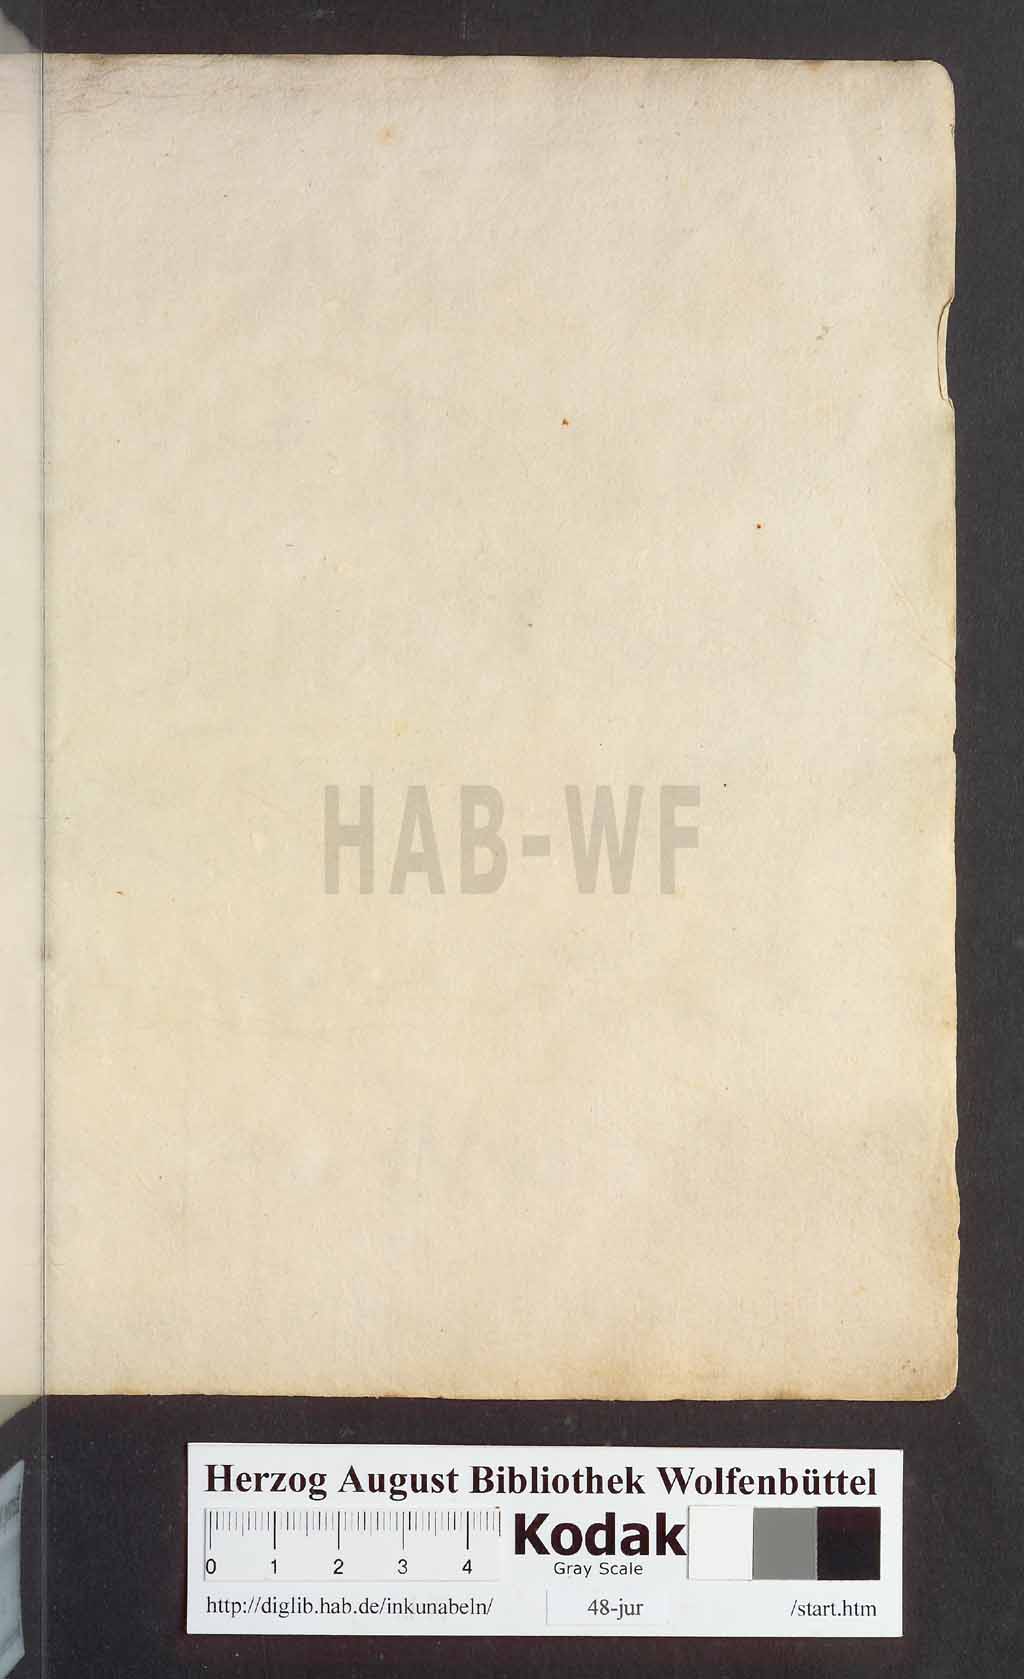 HAB-WF
Herzog August Bibliothek Wolfenbüttel
0 1 2 3 4
Kodak
Gray Scale
http://diglib.hab.de/inkunabeln/ 48-jur /start.htm